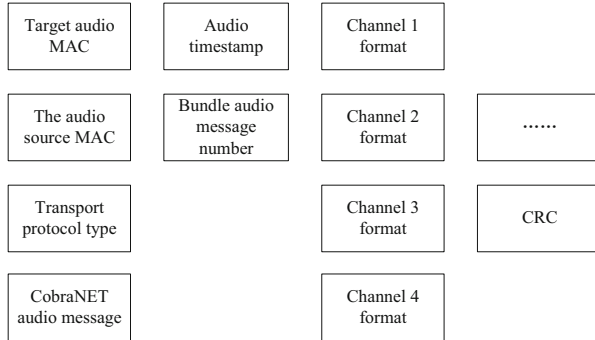 Target audio
MAC
Audio
timestamp
Channel 1
format
The audio
source MAC
Bundle audio
message
number
Channel 2
format
......
Transport
protocol type
Channel 3
format
CRC
CobraNET
audio message
Channel 4
format